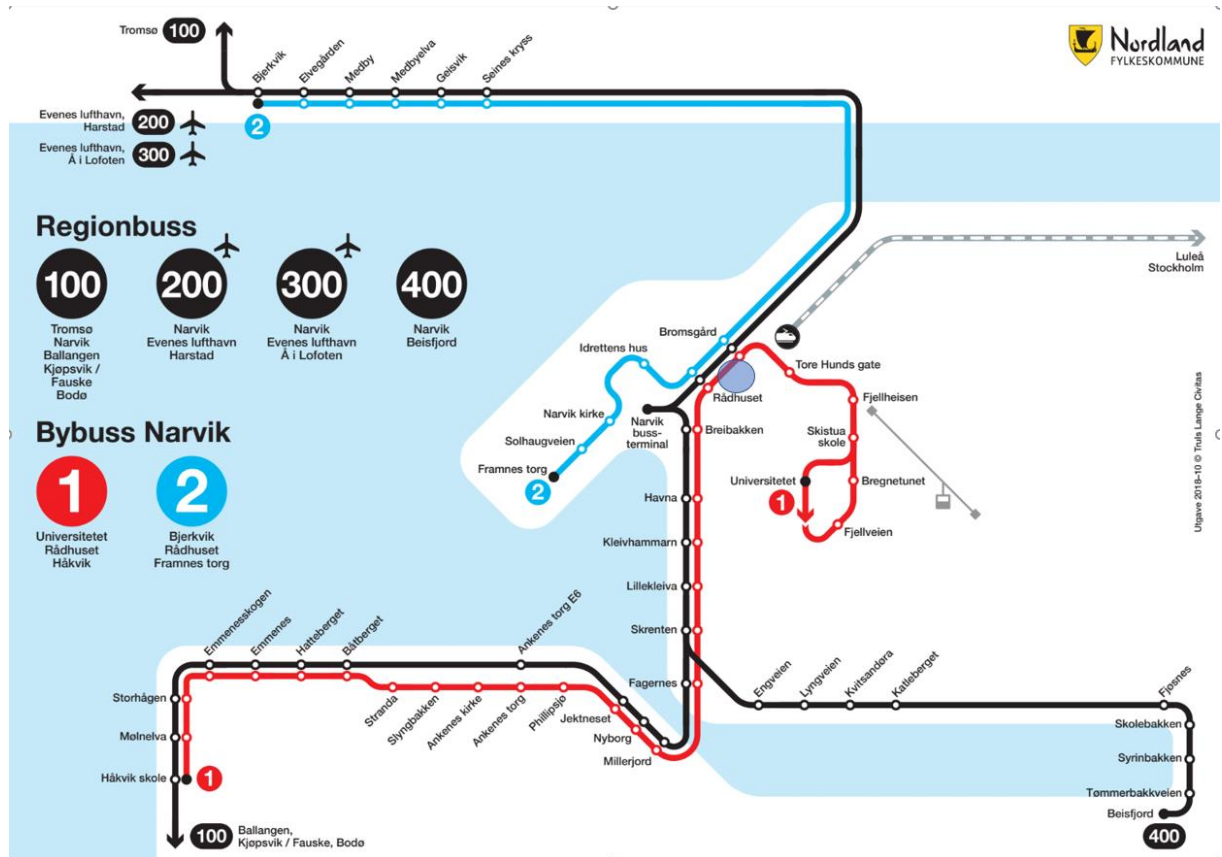 Tromsø 100
Bjerkvik
Elvegården
Medby
Medbyelva
Geisvik
Seines kryss
Nordland
FYLKESKOMMUNE
Evenes lufthavn,
Harstad
200
Evenes lufthavn,
Å i Lofoten
300
2
Regionbuss
100
Tromsø
Narvik
Ballangen
Kjøpsvik /
Fauske
Bodø
200
Narvik
Evenes lufthavn
Harstad
300
Narvik
Evenes lufthavn
Å i Lofoten
400
Narvik
Beisfjord
Luleå
Stockholm
Bromsgård
Idrettens hus
Narvik kirke
Solhaugveien
Framnes torg
2
Narvik
buss-
terminal
Rådhuset
Breibakken
Tore Hunds gate
Fjellheisen
Skistua
skole
Universitetet
1
Bregnetunet
Fjellveien
Bybuss Narvik
1
Universitetet
Rådhuset
Håkvik
2
Bjerkvik
Rådhuset
Framnes torg
Havna
Kleivhammarn
Lillekleiva
Skrenten
Fagernes
Emmenesskogen
Emmenes
Hatteberget
Båtberget
Ankenes torg E6
Storhågen
Mølnelva
Håkvik skole
1
Stranda
Slyngbakken
Ankenes kirke
Ankenes torg
Phillipsjø
Jektneset
Nyborg
Millerjord
Engveien
Lyngveien
Kvitsandøra
Katleberget
Fjøsnes
Skolebakken
Syrinbakken
Tømmerbakkveien
Beisfjord
400
100 Ballangen,
Kjøpsvik / Fauske, Bodø
Utgave 2018–10 © Truls Lange Civitas